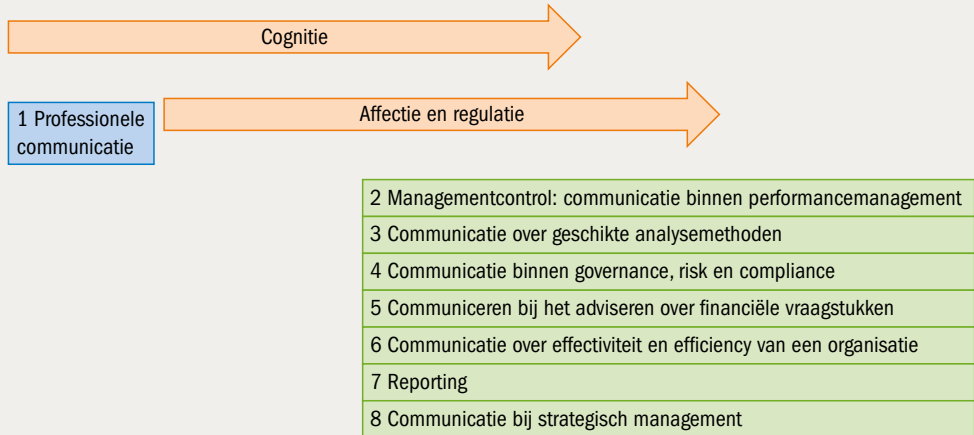 Cognitie
Affectie en regulatie
1 Professionele
communicatie
2 Managementcontrol: communicatie binnen performancemanagement
3 Communicatie over geschikte analysemethoden
4 Communicatie binnen governance, risk en compliance
5 Communiceren bij het adviseren over financiële vraagstukken
6 Communicatie over effectiviteit en efficiency van een organisatie
7 Reporting
8 Communicatie bij strategisch management